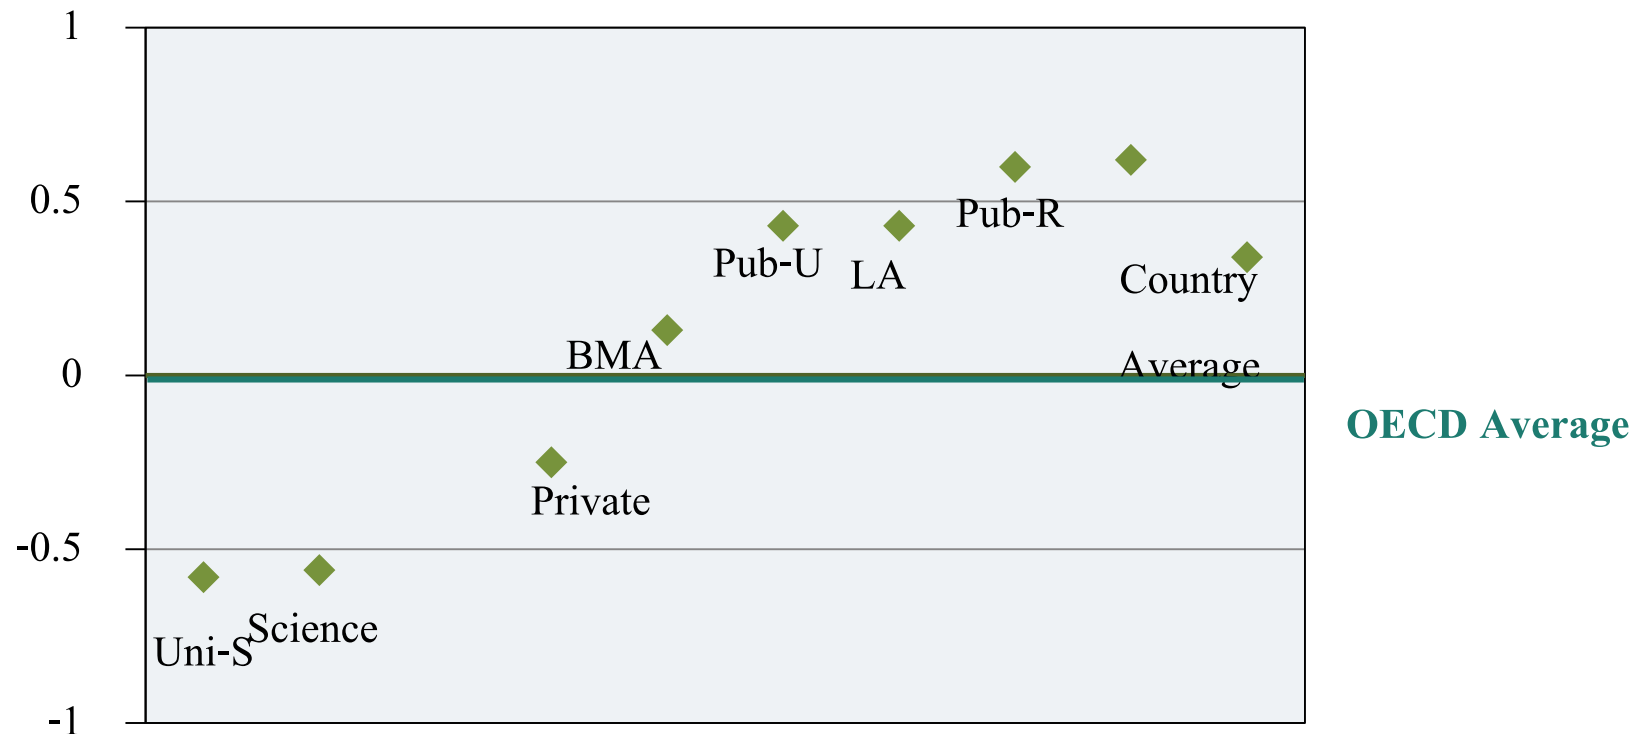 1
0.5
0
-0.5
-1
Pub-R
Pub-U
LA
Country
Average
BMA
OECD Average
Private
Science
Uni-S